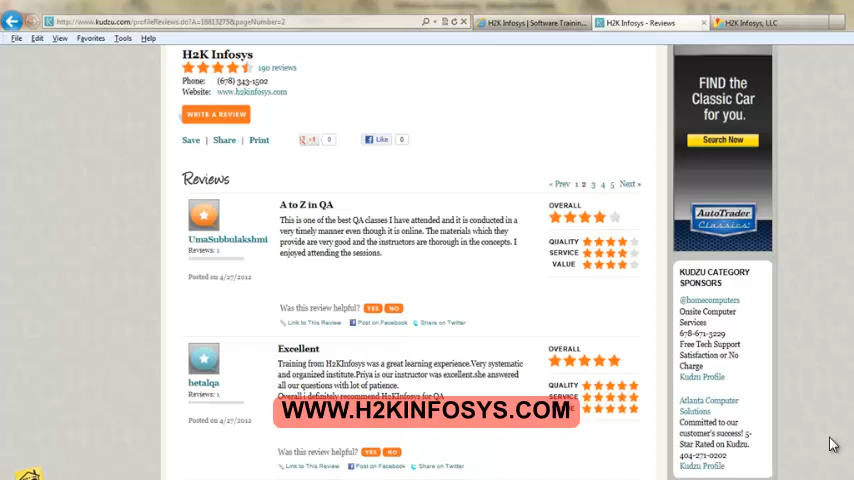 http://www.kudzu.com/profileReviews.do?A=18813275&pageNumber=2
H2K Infosys | Software Trainin...
H2K Infosys - Reviews
H2K Infosys, LLC
File Edit View Favorites Tools Help
H2K Infosys
190 reviews
Phone: (678) 343-1502
Website: www.h2kinfosys.com
WRITE A REVIEW
Save | Share | Print
+1 0
Like 0
Reviews
« Prev 1 2 3 4 5 Next »
A to Z in QA
This is one of the best QA classes I have attended and it is conducted in a
very timely manner even though it is online. The materials which they
provide are very good and the instructors are thorough in the concepts. I
enjoyed attending the sessions.
UmaSubbulakshmi
Reviews: 1
Posted on 4/27/2012
OVERALL
QUALITY
SERVICE
VALUE
Was this review helpful? YES NO
Link to This Review Post on Facebook Share on Twitter
Excellent
Training from H2KInfosys was a great learning experience.Very systematic
and organized institute.Priya is our instructor was excellent.she answered
all our questions with lot of patience.
Overall i definitely recommend H2KInfosys for QA
hetalqa
Reviews: 1
Posted on 4/27/2012
OVERALL
QUALITY
SERVICE
WWW.H2KINFOSYS.COM
Was this review helpful? YES NO
Link to This Review Post on Facebook Share on Twitter
FIND the
Classic Car
for you.
Search Now
AutoTrader
Classics
KUDZU CATEGORY
SPONSORS
@homecomputers
Onsite Computer
Services
678-671-3229
Free Tech Support
Satisfaction or No
Charge
Kudzu Profile
Atlanta Computer
Solutions
Committed to our
customer's success! 5-
Star Rated on Kudzu.
404-271-0202
Kudzu Profile